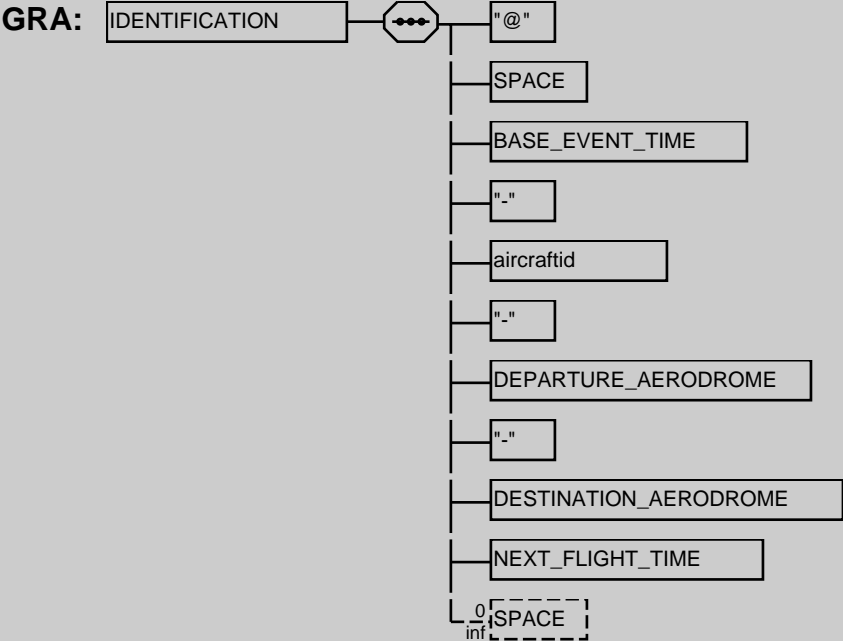 GRA: IDENTIFICATION "@"
SPACE
BASE_EVENT_TIME
"-"
aircraftid
"-"
DEPARTURE_AERODROME
"-"
DESTINATION_AERODROME
NEXT_FLIGHT_TIME
0 SPACE
inf